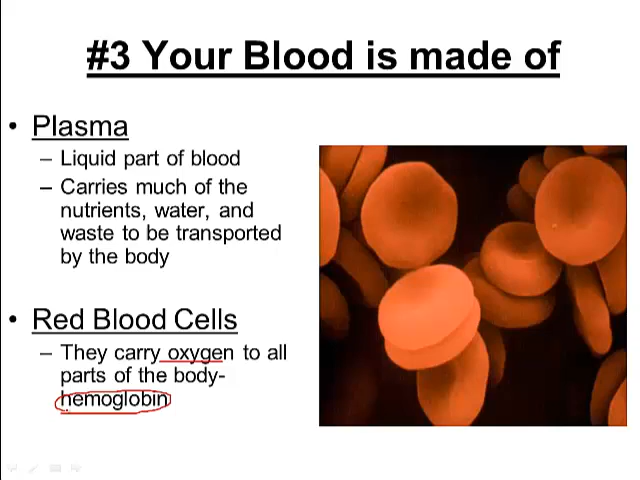 #3 Your Blood is made of
• Plasma
– Liquid part of blood
– Carries much of the
nutrients, water, and
waste to be transported
by the body
• Red Blood Cells
– They carry oxygen to all
parts of the body-
hemoglobin